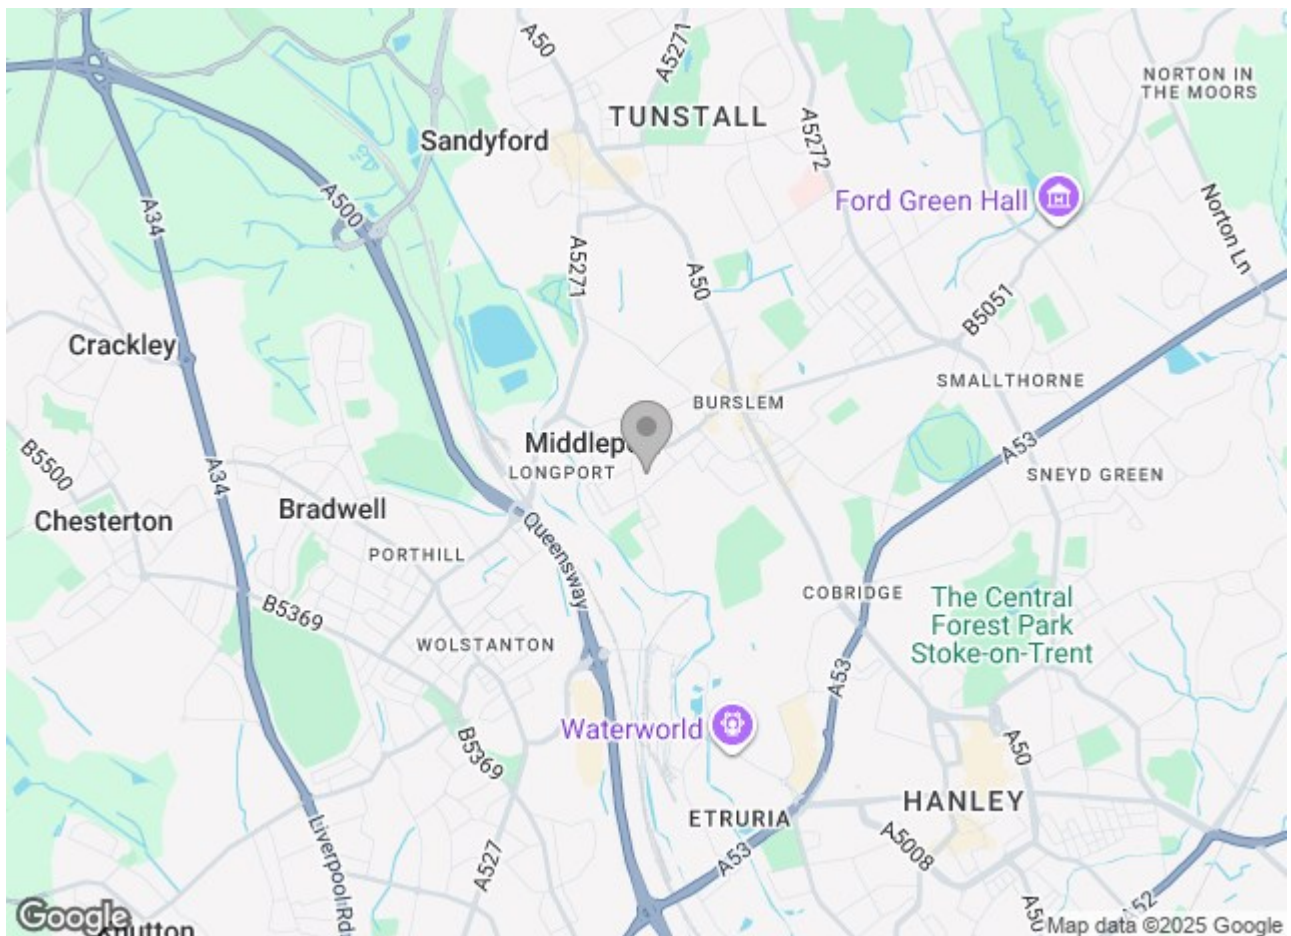 A50
A5271
NORTON IN
THE MOORS
TUNSTALL
A5272
Sandyford
A500
A34
Ford Green Hall
Norton Ln
A5271
A50
B5051
Crackley
SMALLTHORNE
BURSLEM
Middlep
LONGPORT
A53
SNEYD GREEN
B5500
A34
Bradwell
Chesterton
Queensway
PORTHILL
B5369
COBRIDGE
The Central
Forest Park
Stoke-on-Trent
WOLSTANTON
A53
Waterworld
B5369
A50
HANLEY
ETRURIA
A5008
Liverpool Rd
A527
A53
A50
A52
Google
Knutton
Map data ©2025 Google